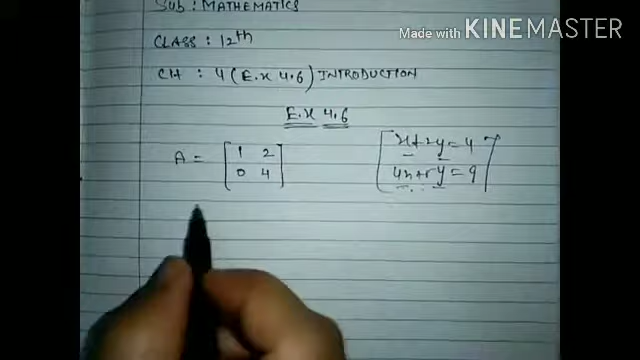 Made with KINEMASTER
Sub : MATHEMATICS
CLASS : 12th
CH : 4 ( E.x 4.6 ) INTRODUCTION
E.x 4.6
A = [ 1 2
0 4 ]
x+2y = 4
4x+5y = 9